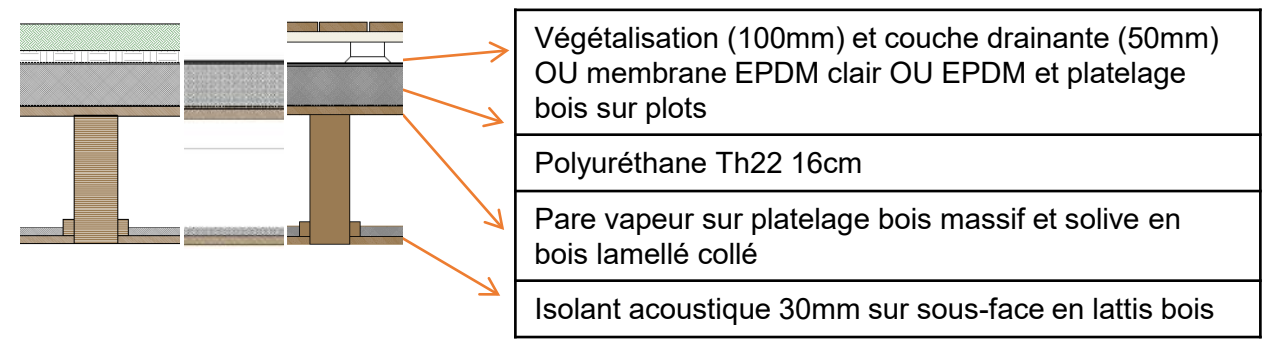 Végétalisation (100mm) et couche drainante (50mm)
OU membrane EPDM clair OU EPDM et platelage
bois sur plots
Polyuréthane Th22 16cm
Pare vapeur sur platelage bois massif et solive en
bois lamellé collé
Isolant acoustique 30mm sur sous-face en lattis bois